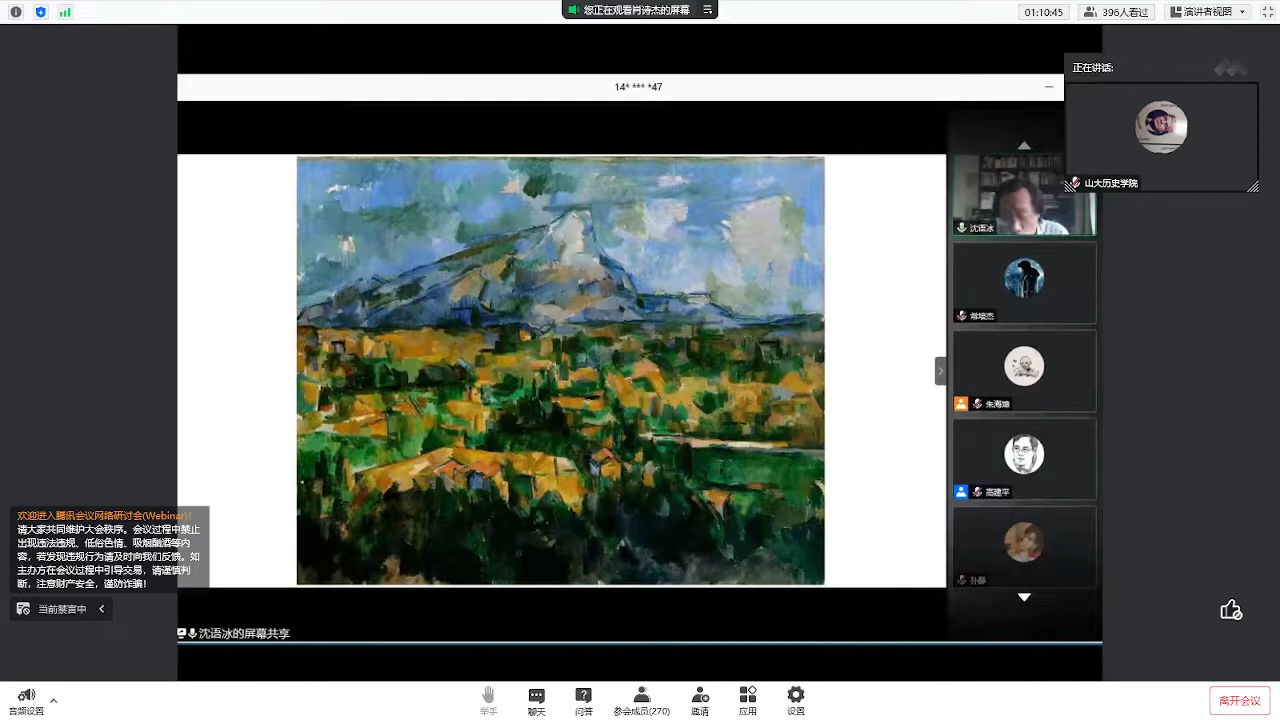 您正在观看肖诗杰的屏幕
01:10:45
396人看过
演讲者视图
14* *** *47
正在讲话:
山大历史学院
沈语冰
常培杰
高建平
孙静
欢迎进入腾讯会议网络研讨会(Webinar)!
请大家共同维护大会秩序。会议过程中禁止
出现违法违规、低俗色情、吸烟酗酒等内
容，若发现违规行为请及时向我们反馈。如
主办方在会议过程中引导交易，请谨慎判
断，注意财产安全，谨防诈骗!
当前禁言中
沈语冰的屏幕共享
音频设置
举手
聊天
问答
参会成员(270)
邀请
应用
设置
离开会议